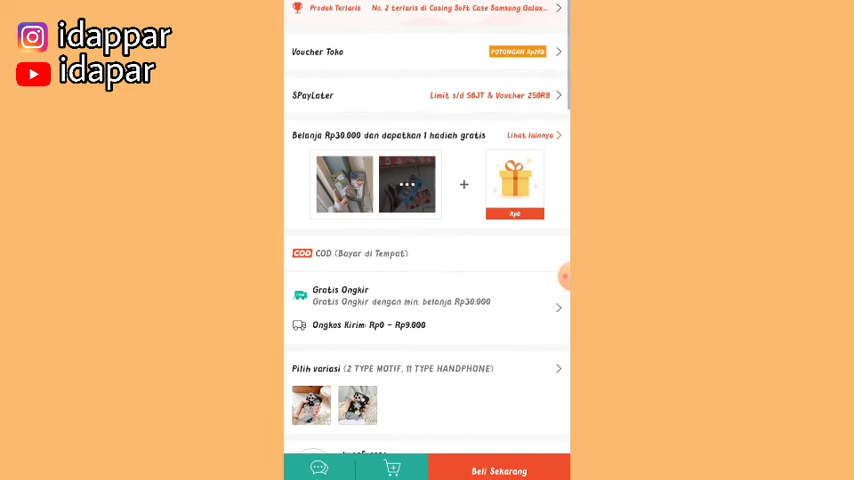 idappar
idapar
Produk Terlaris No. 2 terlaris di Casing Soft Case Samsung Galax...
Voucher Toko POTONGAN Rp2RB
SPayLater Limit s/d 50JT & Voucher 250RB
Belanja Rp30.000 dan dapatkan 1 hadiah gratis Lihat lainnya
Rp0
COD COD (Bayar di Tempat)
Gratis Ongkir
Gratis Ongkir dengan min. belanja Rp30.000
Ongkos Kirim: Rp0 - Rp9.000
Pilih variasi (2 TYPE MOTIF, 11 TYPE HANDPHONE)
Beli Sekarang